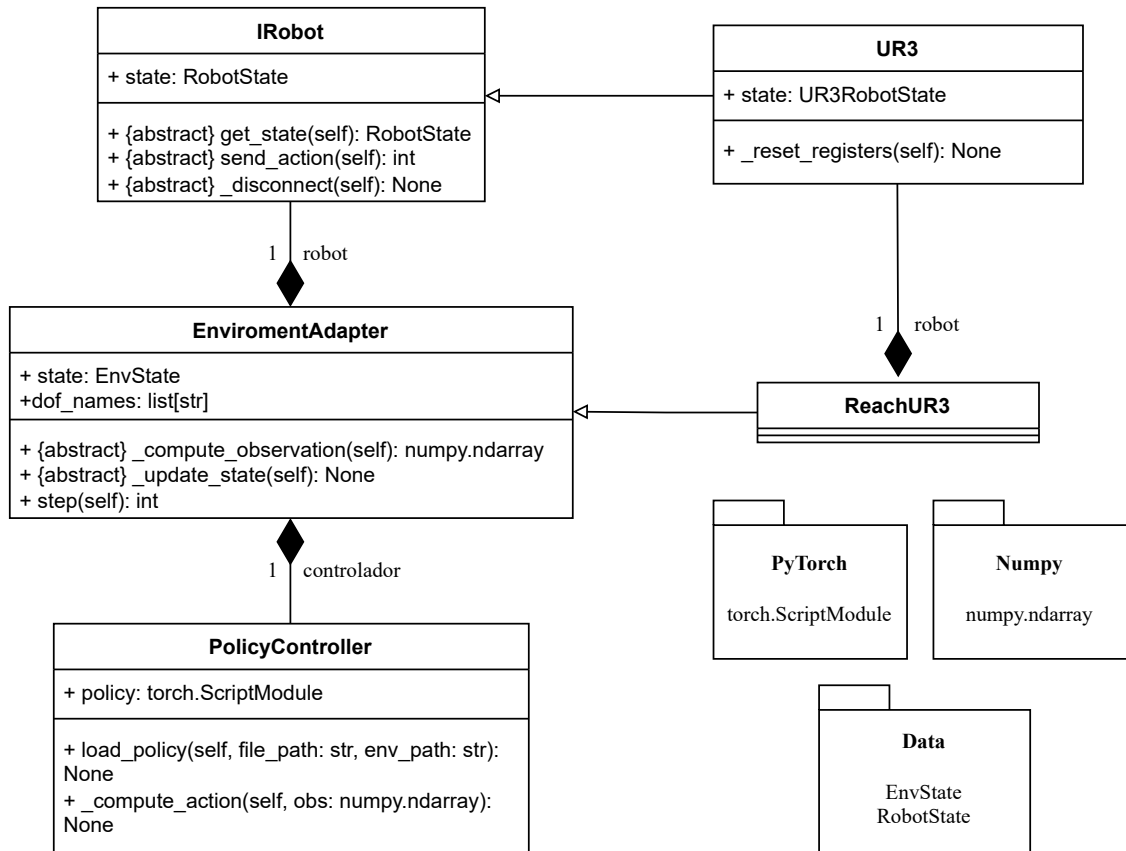 IRobot
+ state: RobotState
+ {abstract} get_state(self): RobotState
+ {abstract} send_action(self): int
+ {abstract} _disconnect(self): None
UR3
+ state: UR3RobotState
+ _reset_registers(self): None
1 robot
1 robot
EnviromentAdapter
+ state: EnvState
+dof_names: list[str]
+ {abstract} _compute_observation(self): numpy.ndarray
+ {abstract} _update_state(self): None
+ step(self): int
ReachUR3
1 controlador
PolicyController
+ policy: torch.ScriptModule
+ load_policy(self, file_path: str, env_path: str):
None
+ _compute_action(self, obs: numpy.ndarray):
None
PyTorch
torch.ScriptModule
Numpy
numpy.ndarray
Data
EnvState
RobotState